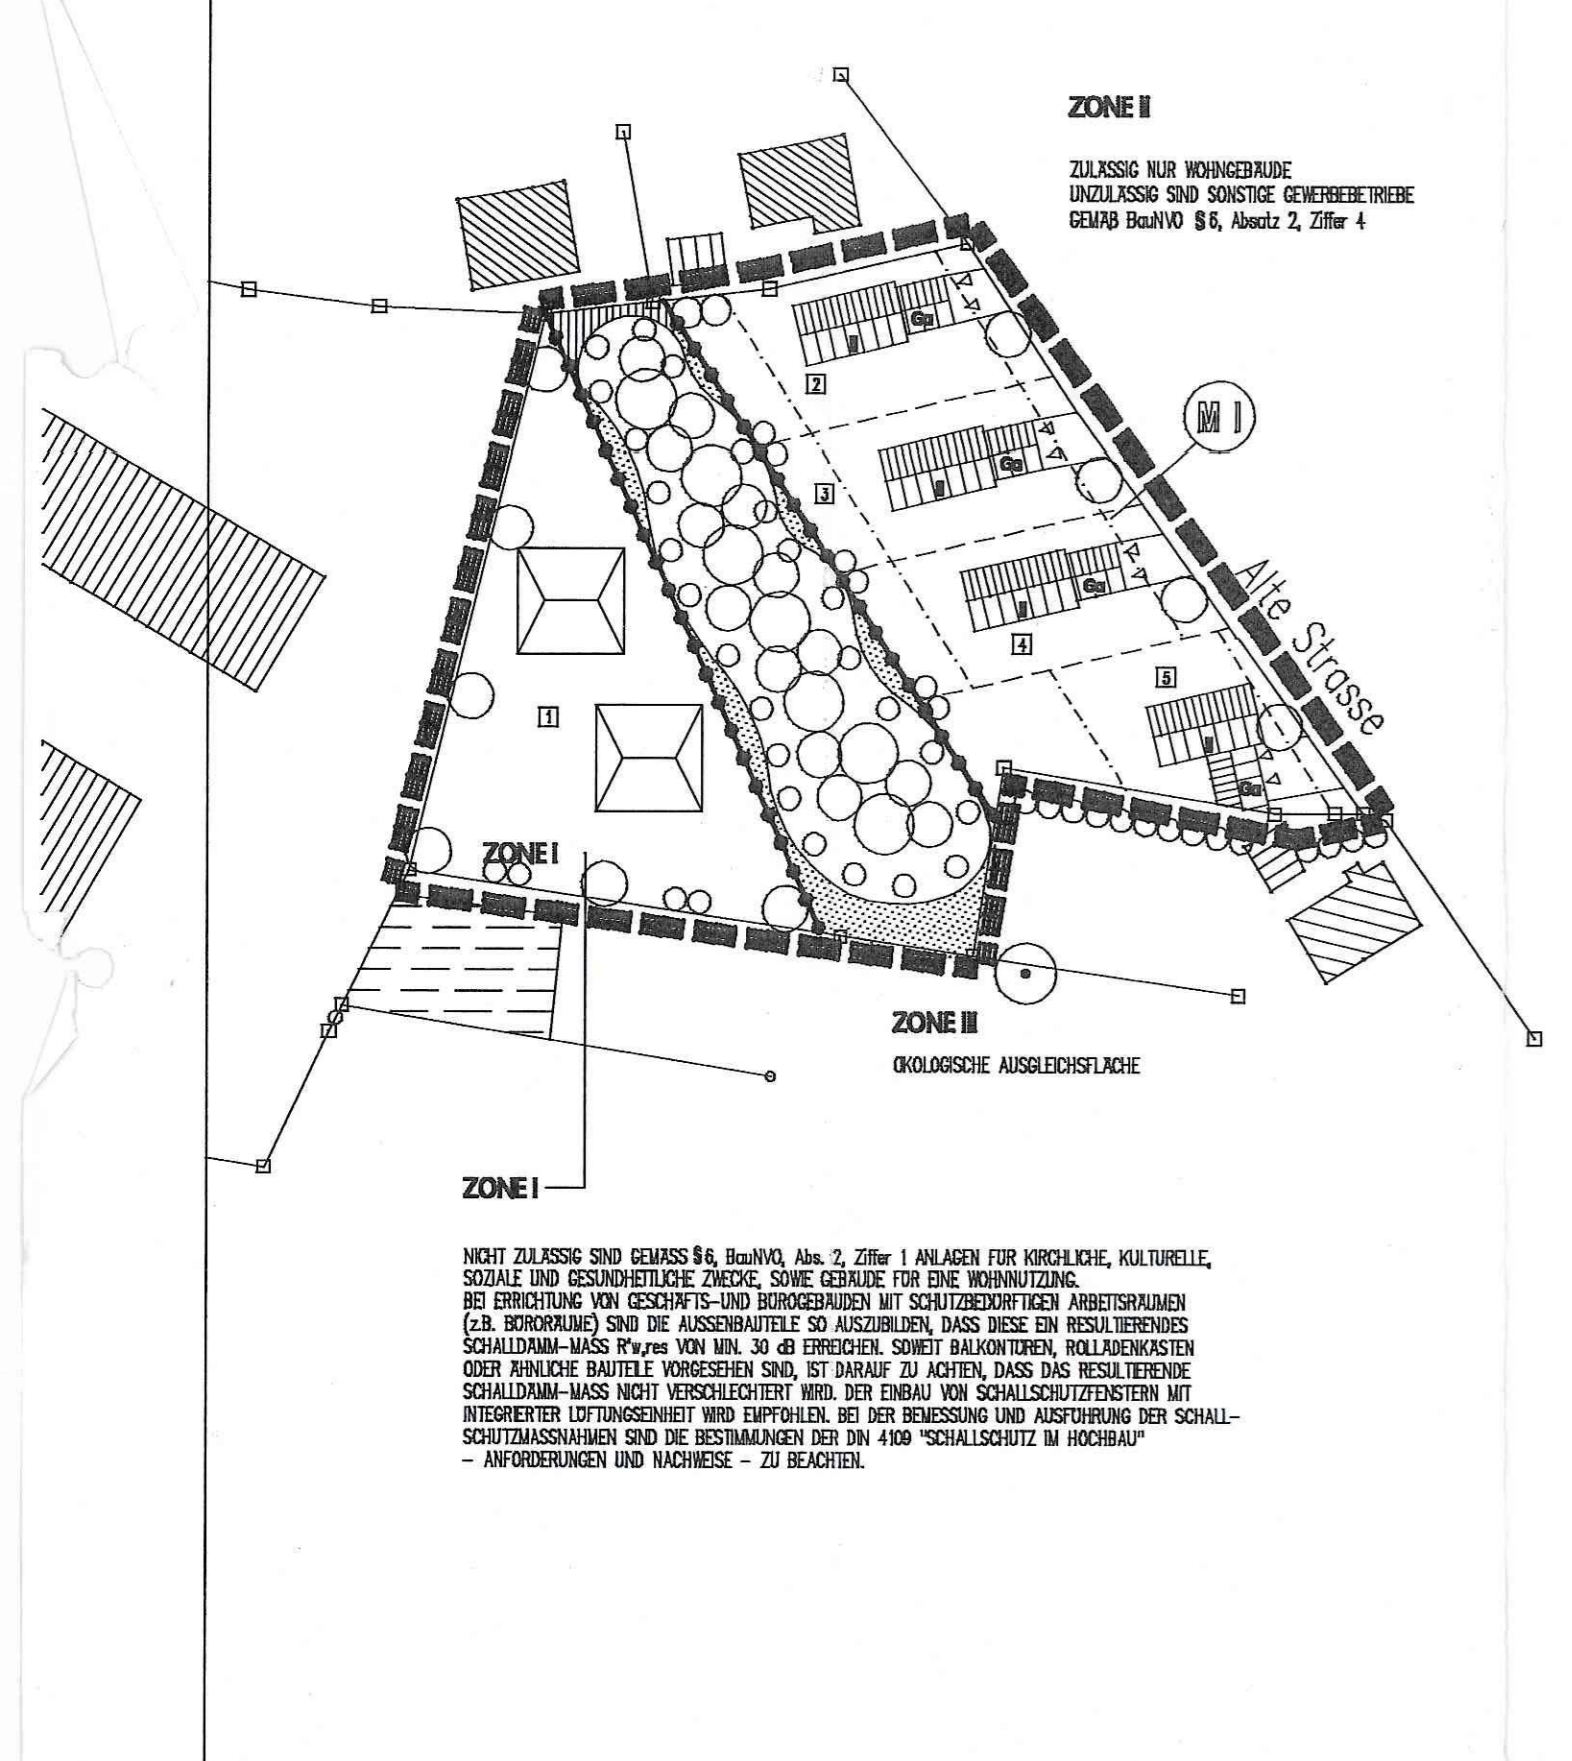 ZONE II
ZULÄSSIG NUR WOHNGEBÄUDE
UNZULÄSSIG SIND SONSTIGE GEWERBEBETRIEBE
GEMÄß BauNVO § 6, Absatz 2, Ziffer 4
Ga
II
2
M I
Ga
II
3
Ga
II
4
Alte Strasse
5
II
Ga
1
ZONE I
ZONE III
ÖKOLOGISCHE AUSGLEICHSFLÄCHE
ZONE I
NICHT ZULÄSSIG SIND GEMÄSS § 6, BauNVO, Abs. 2, Ziffer 1 ANLAGEN FÜR KIRCHLICHE, KULTURELLE,
SOZIALE UND GESUNDHEITLICHE ZWECKE, SOWIE GEBÄUDE FÜR EINE WOHNNUTZUNG.
BEI ERRICHTUNG VON GESCHÄFTS-UND BÜROGEBÄUDEN MIT SCHUTZBEDÜRFTIGEN ARBEITSRÄUMEN
(z.B. BÜRORÄUME) SIND DIE AUSSENBAUTEILE SO AUSZUBILDEN, DASS DIESE EIN RESULTIERENDES
SCHALLDÄMM-MASS R'w,res VON MIN. 30 dB ERREICHEN. SOWEIT BALKONTÜREN, ROLLADENKÄSTEN
ODER ÄHNLICHE BAUTEILE VORGESEHEN SIND, IST DARAUF ZU ACHTEN, DASS DAS RESULTIERENDE
SCHALLDÄMM-MASS NICHT VERSCHLECHTERT WIRD. DER EINBAU VON SCHALLSCHUTZFENSTERN MIT
INTEGRIERTER LÜFTUNGSEINHEIT WIRD EMPFOHLEN. BEI DER BEMESSUNG UND AUSFÜHRUNG DER SCHALL-
SCHUTZMASSNAHMEN SIND DIE BESTIMMUNGEN DER DIN 4109 "SCHALLSCHUTZ IM HOCHBAU"
- ANFORDERUNGEN UND NACHWEISE - ZU BEACHTEN.